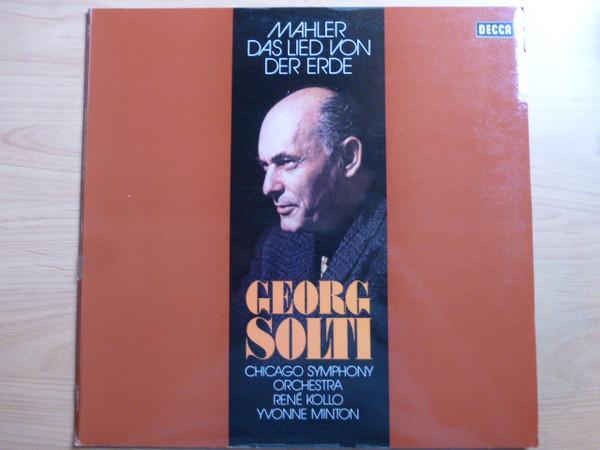 MAHLER
DAS LIED VON
DER ERDE
DECCA
GEORG
SOLTI
CHICAGO SYMPHONY
ORCHESTRA
RENÉ KOLLO
YVONNE MINTON